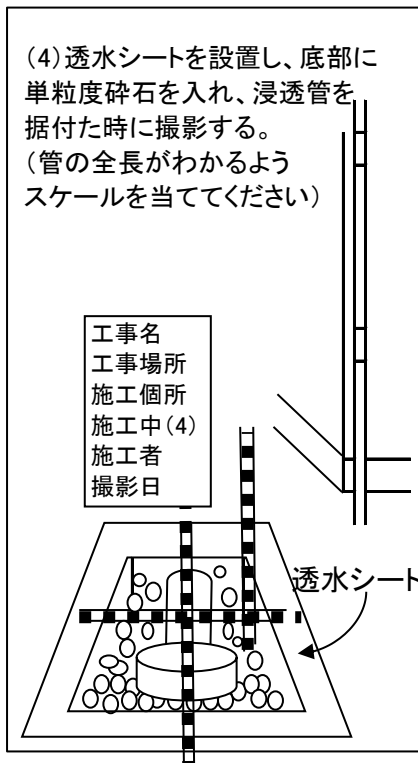 (4)透水シートを設置し、底部に
単粒度砕石を入れ、浸透管を
据付た時に撮影する。
(管の全長がわかるよう
スケールを当ててください)
工事名
工事場所
施工個所
施工中(4)
施工者
撮影日
透水シート